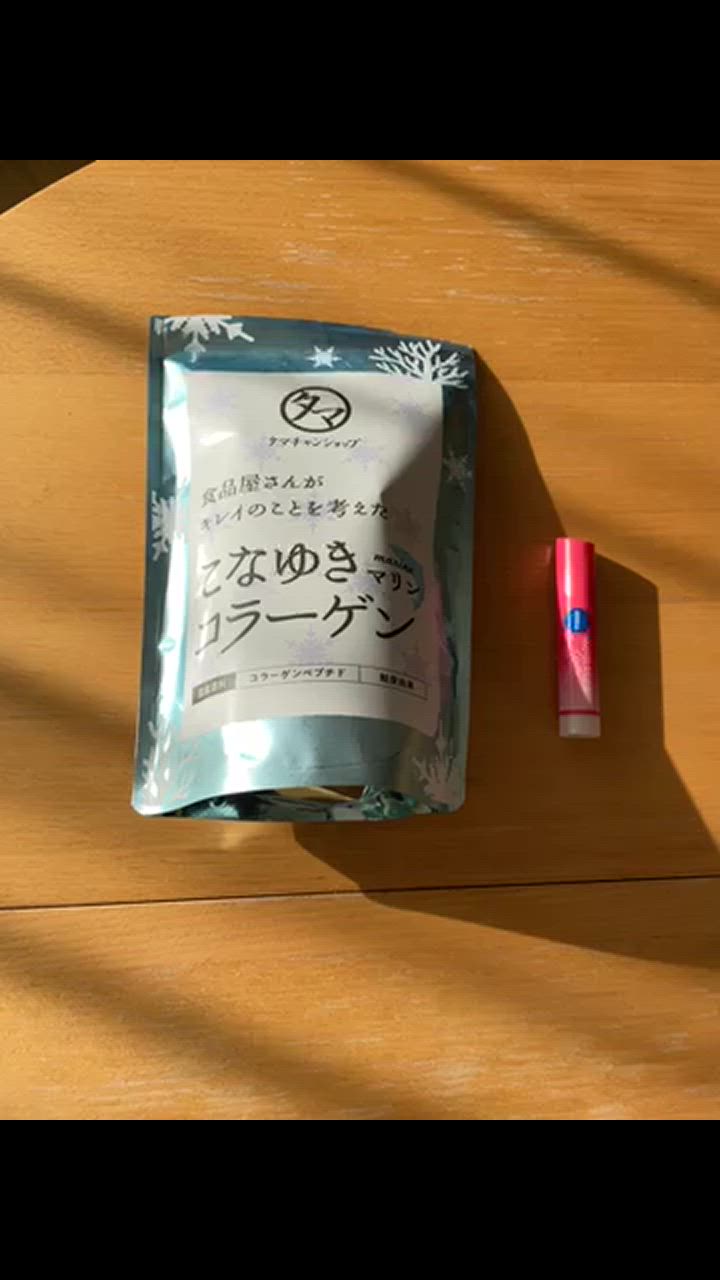 タマ
タマチャンショップ
食品屋さんが
キレイのことを考えた
こなゆき
marine
マリン
コラーゲン
コラーゲンペプチド